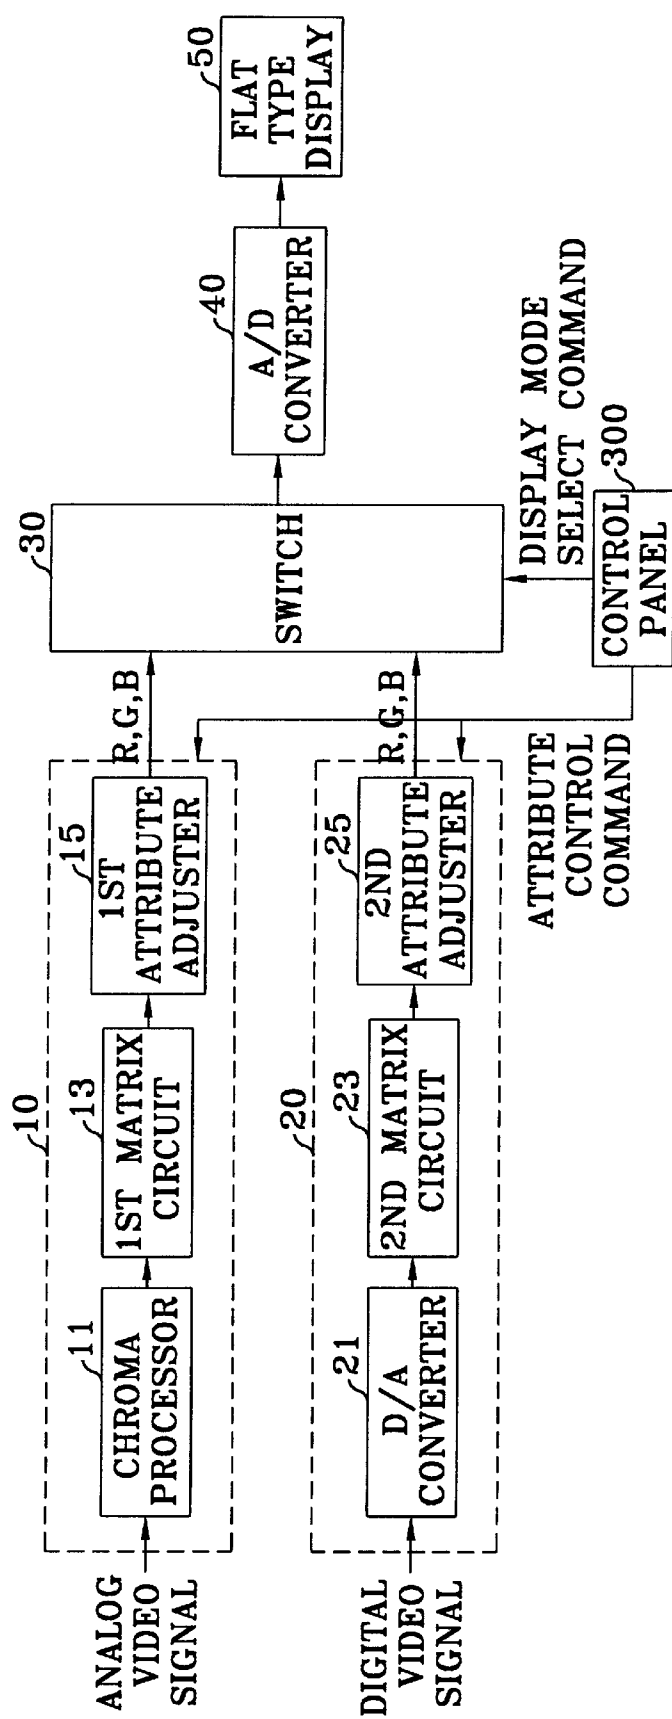 ANALOG
VIDEO
SIGNAL
10
11
CHROMA
PROCESSOR
13
1ST MATRIX
CIRCUIT
15
1ST
ATTRIBUTE
ADJUSTER
R,G,B
DIGITAL
VIDEO
SIGNAL
20
21
D/A
CONVERTER
23
2ND MATRIX
CIRCUIT
25
2ND
ATTRIBUTE
ADJUSTER
R,G,B
30
SWITCH
40
A/D
CONVERTER
50
FLAT
TYPE
DISPLAY
ATTRIBUTE
CONTROL
COMMAND
DISPLAY MODE
SELECT COMMAND
300
CONTROL
PANEL